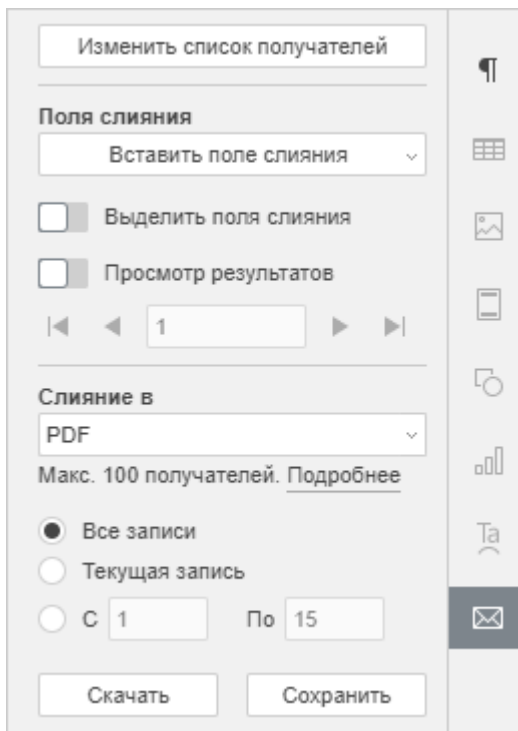 Изменить список получателей
Поля слияния
Вставить поле слияния
Выделить поля слияния
Просмотр результатов
1
Слияние в
PDF
Макс. 100 получателей. Подробнее
Все записи
Текущая запись
С 1 По 15
Скачать Сохранить
Ta